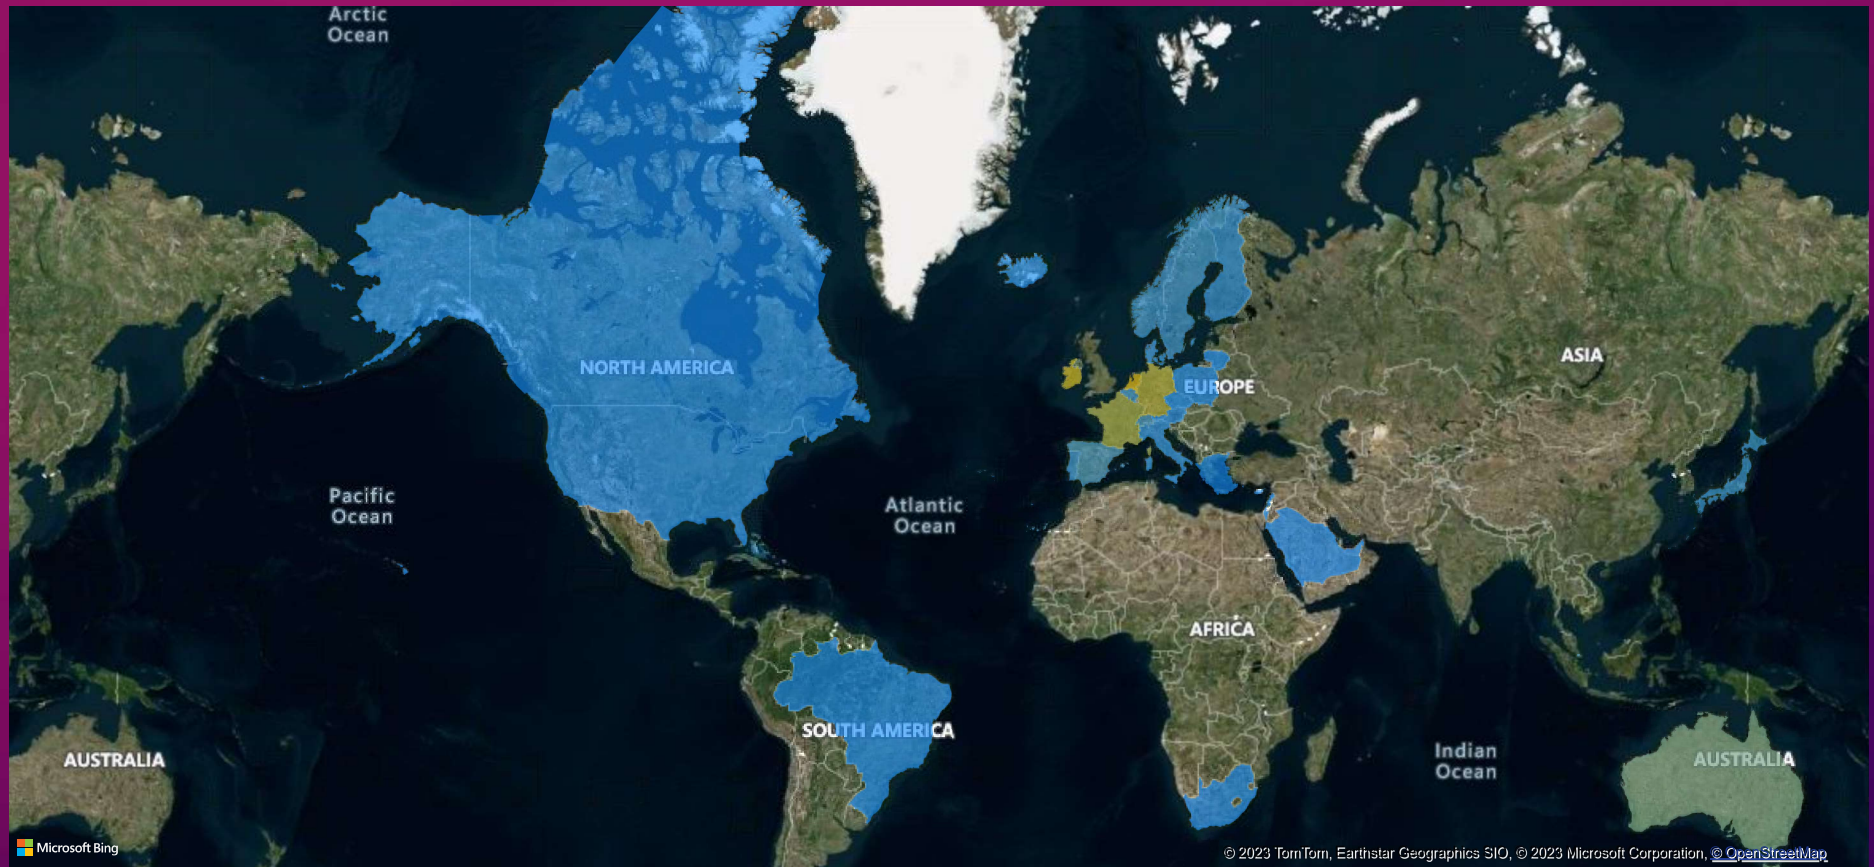 Arctic
Ocean
NORTH AMERICA
ASIA
EUROPE
Pacific
Ocean
Atlantic
Ocean
AFRICA
SOUTH AMERICA
AUSTRALIA
Indian
Ocean
AUSTRALIA
Microsoft Bing
© 2023 TomTom, Earthstar Geographics SIO, © 2023 Microsoft Corporation, © OpenStreetMap